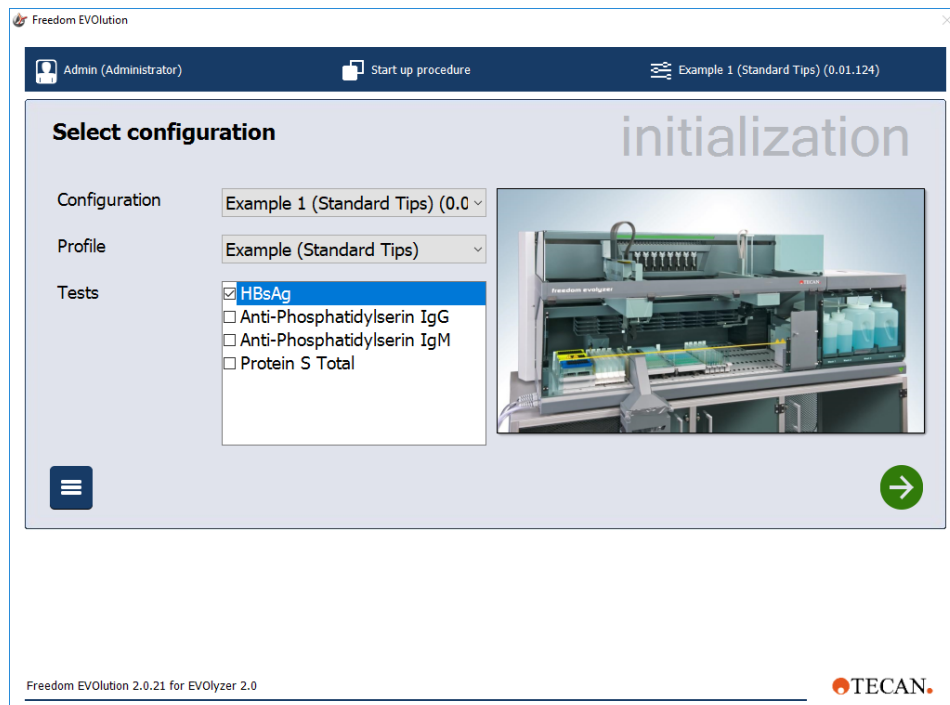 Freedom EVOlution
Admin (Administrator)
Start up procedure
Example 1 (Standard Tips) (0.01.124)
Select configuration
initialization
Configuration
Example 1 (Standard Tips) (0.0
Profile
Example (Standard Tips)
Tests
HBsAg
Anti-Phosphatidylserin IgG
Anti-Phosphatidylserin IgM
Protein S Total
freedom evolyzer
TECAN
Freedom EVOlution 2.0.21 for EVOlyzer 2.0
TECAN.